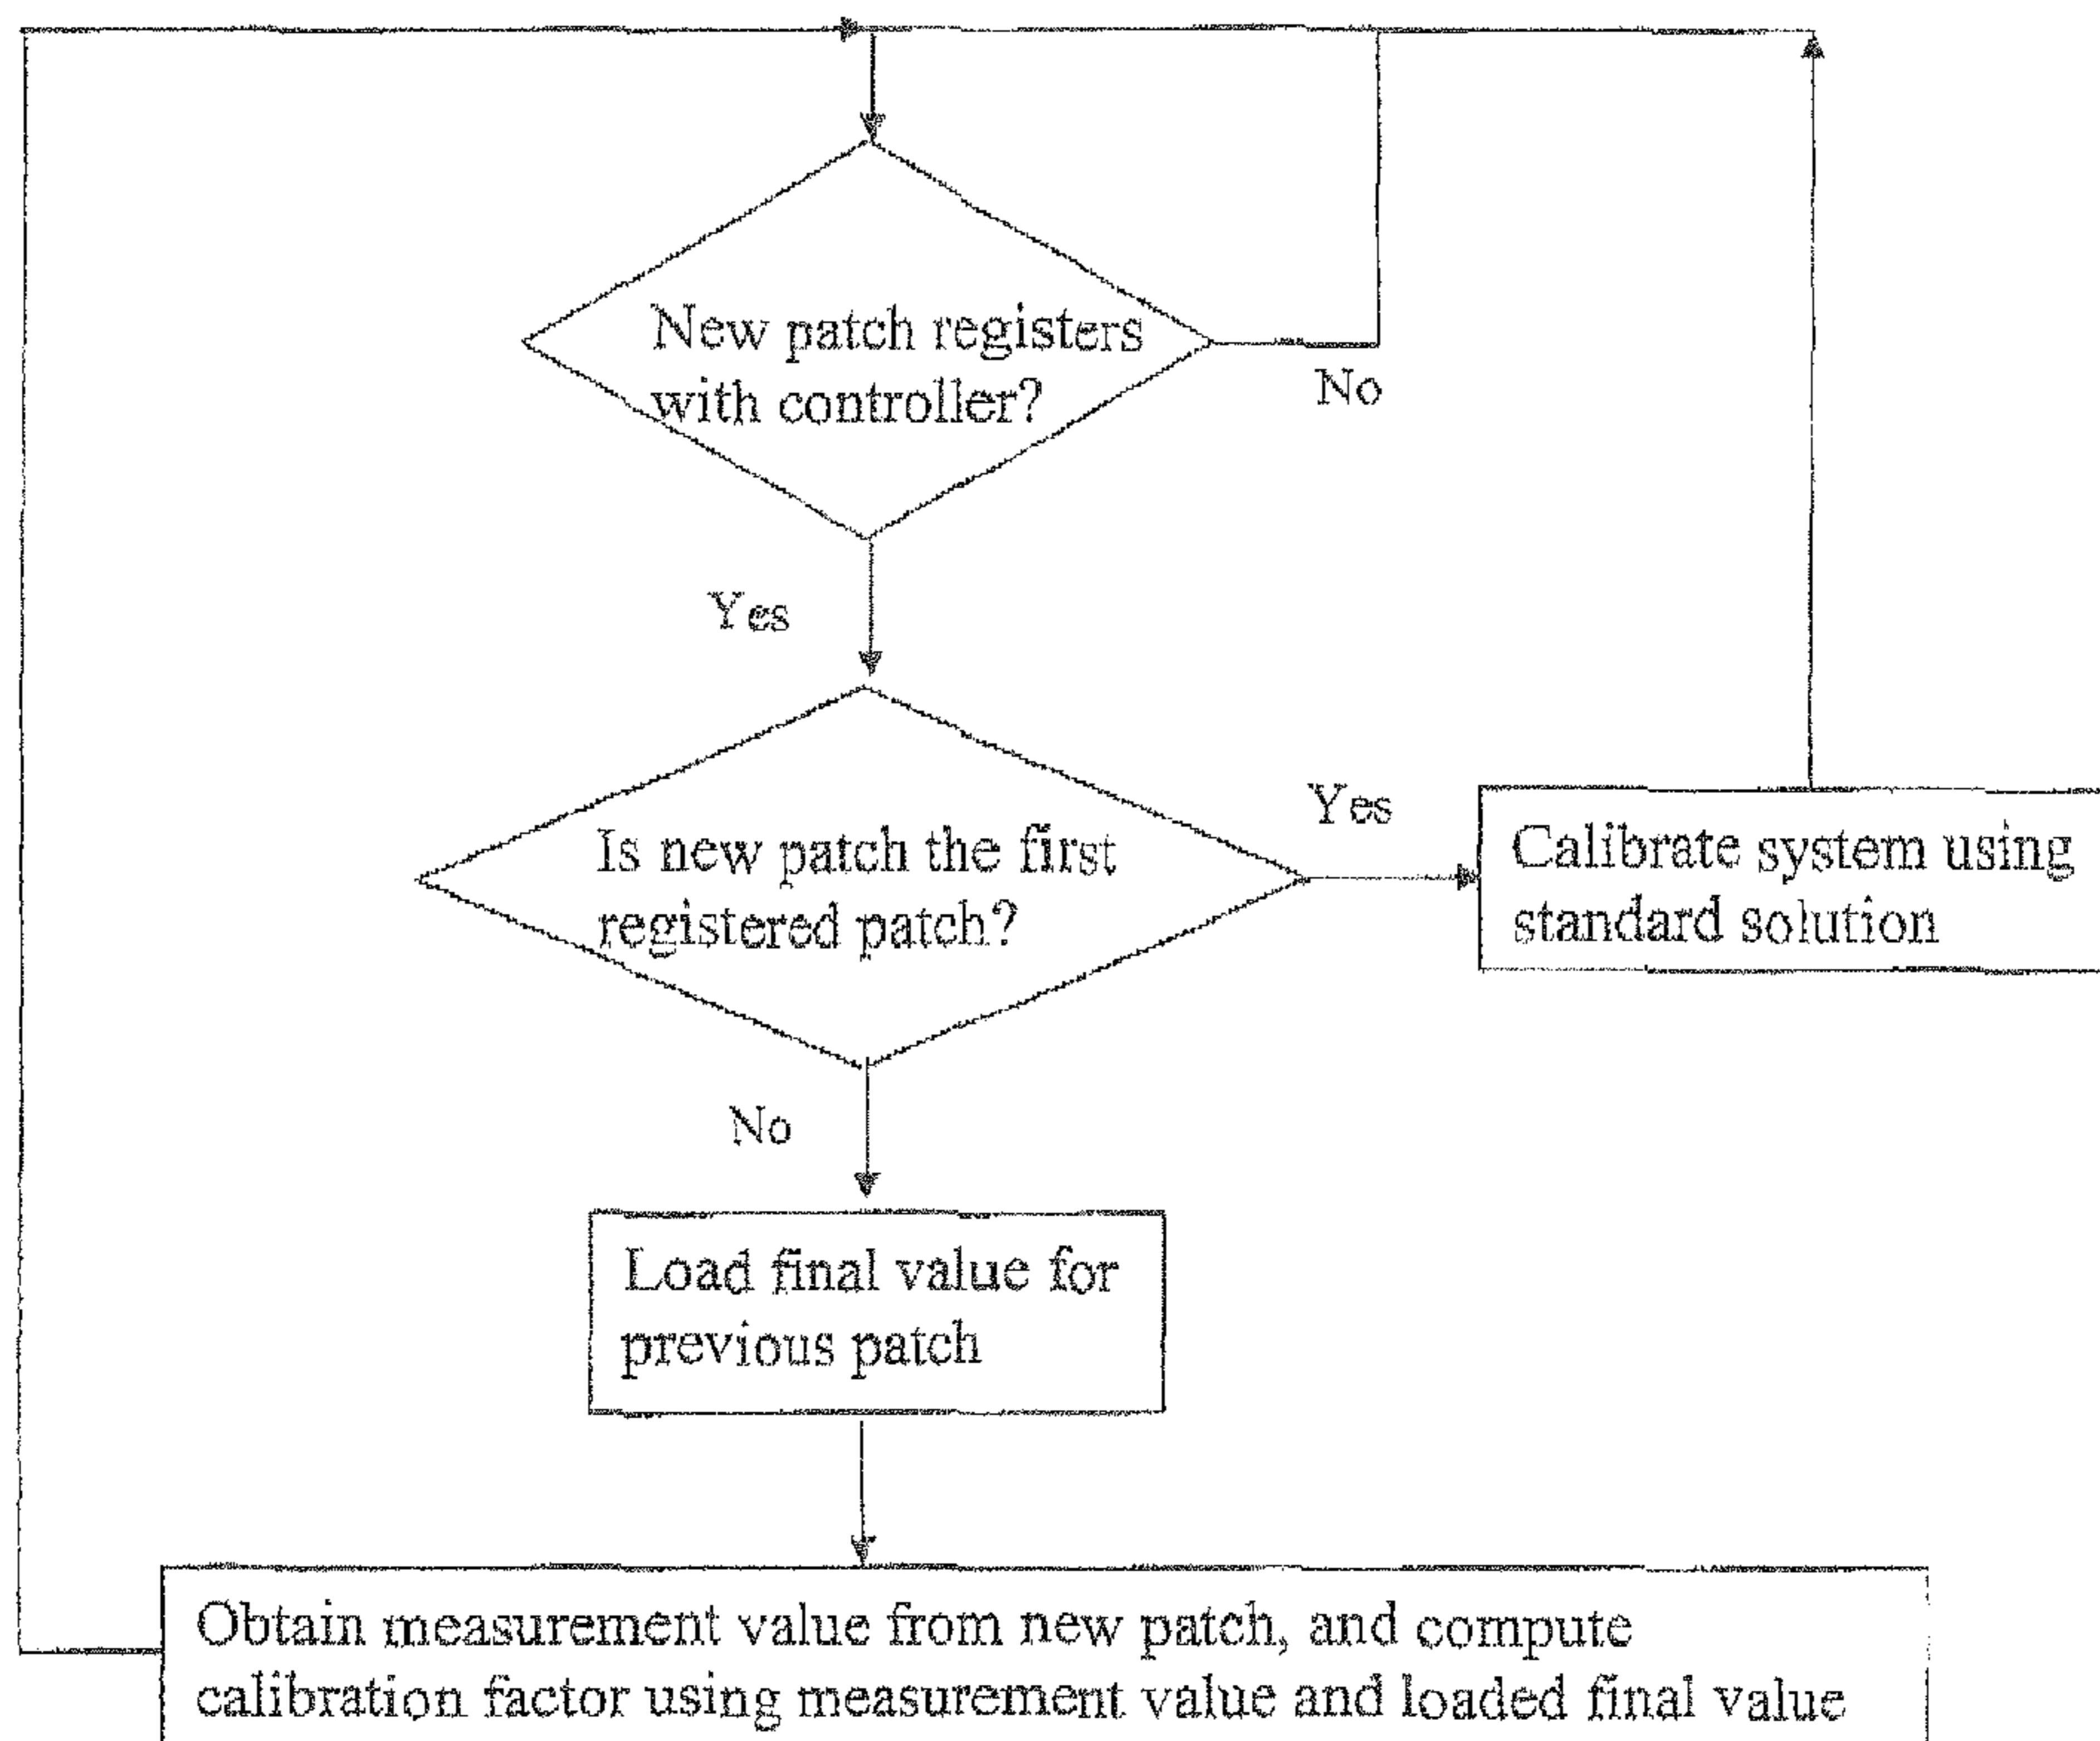 New patch registers
with controller?
No
Yes
Is new patch the first
registered patch?
Yes
Calibrate system using
standard solution
No
Load final value for
previous patch
Obtain measurement value from new patch, and compute
calibration factor using measurement value and loaded final value